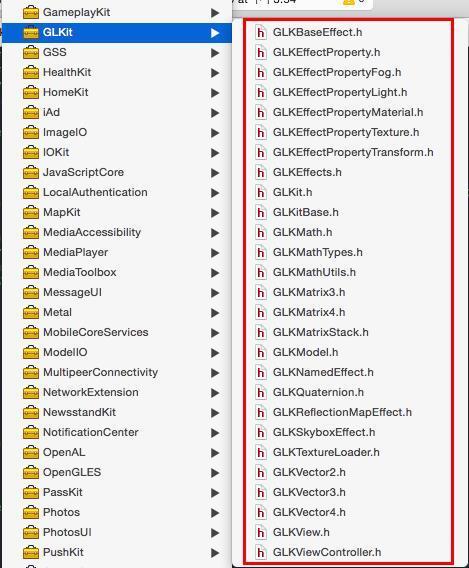 GameplayKit
GLKit
GSS
HealthKit
HomeKit
iAd
ImageIO
IOKit
JavaScriptCore
LocalAuthentication
MapKit
MediaAccessibility
MediaPlayer
MediaToolbox
MessageUI
Metal
MobileCoreServices
ModelIO
MultipeerConnectivity
NetworkExtension
NewsstandKit
NotificationCenter
OpenAL
OpenGLES
PassKit
Photos
PhotosUI
PushKit
GLKBaseEffect.h
GLKEffectProperty.h
GLKEffectPropertyFog.h
GLKEffectPropertyLight.h
GLKEffectPropertyMaterial.h
GLKEffectPropertyTexture.h
GLKEffectPropertyTransform.h
GLKEffects.h
GLKit.h
GLKitBase.h
GLKMath.h
GLKMathTypes.h
GLKMathUtils.h
GLKMatrix3.h
GLKMatrix4.h
GLKMatrixStack.h
GLKModel.h
GLKNamedEffect.h
GLKQuaternion.h
GLKReflectionMapEffect.h
GLKSkyboxEffect.h
GLKTextureLoader.h
GLKVector2.h
GLKVector3.h
GLKVector4.h
GLKView.h
GLKViewController.h